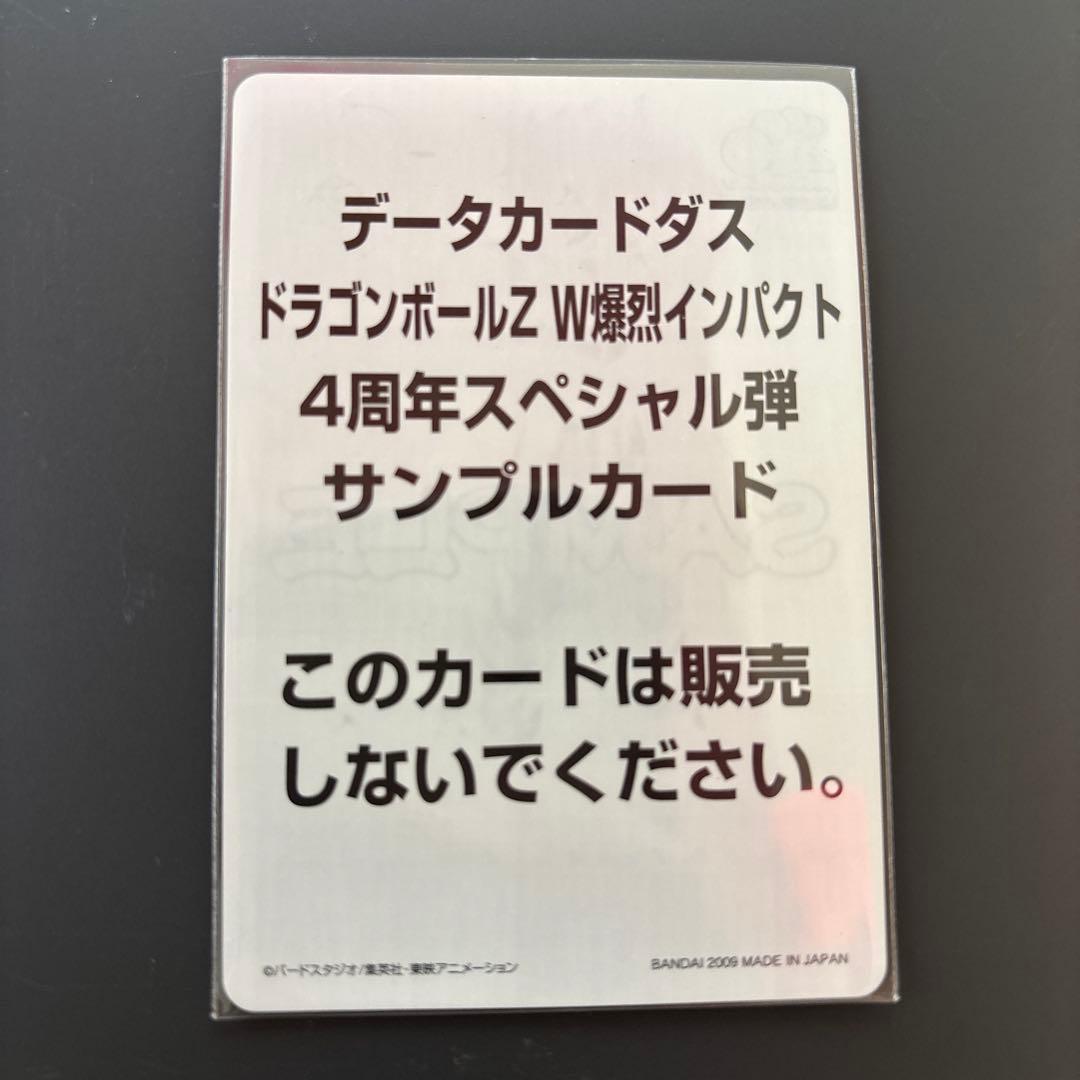 データカードダス
ドラゴンボールZ W爆烈インパクト
4周年スペシャル弾
サンプルカード
SAMPLE
このカードは販売
しないでください。
©バードスタジオ/集英社・東映アニメーション
BANDAI 2009 MADE IN JAPAN